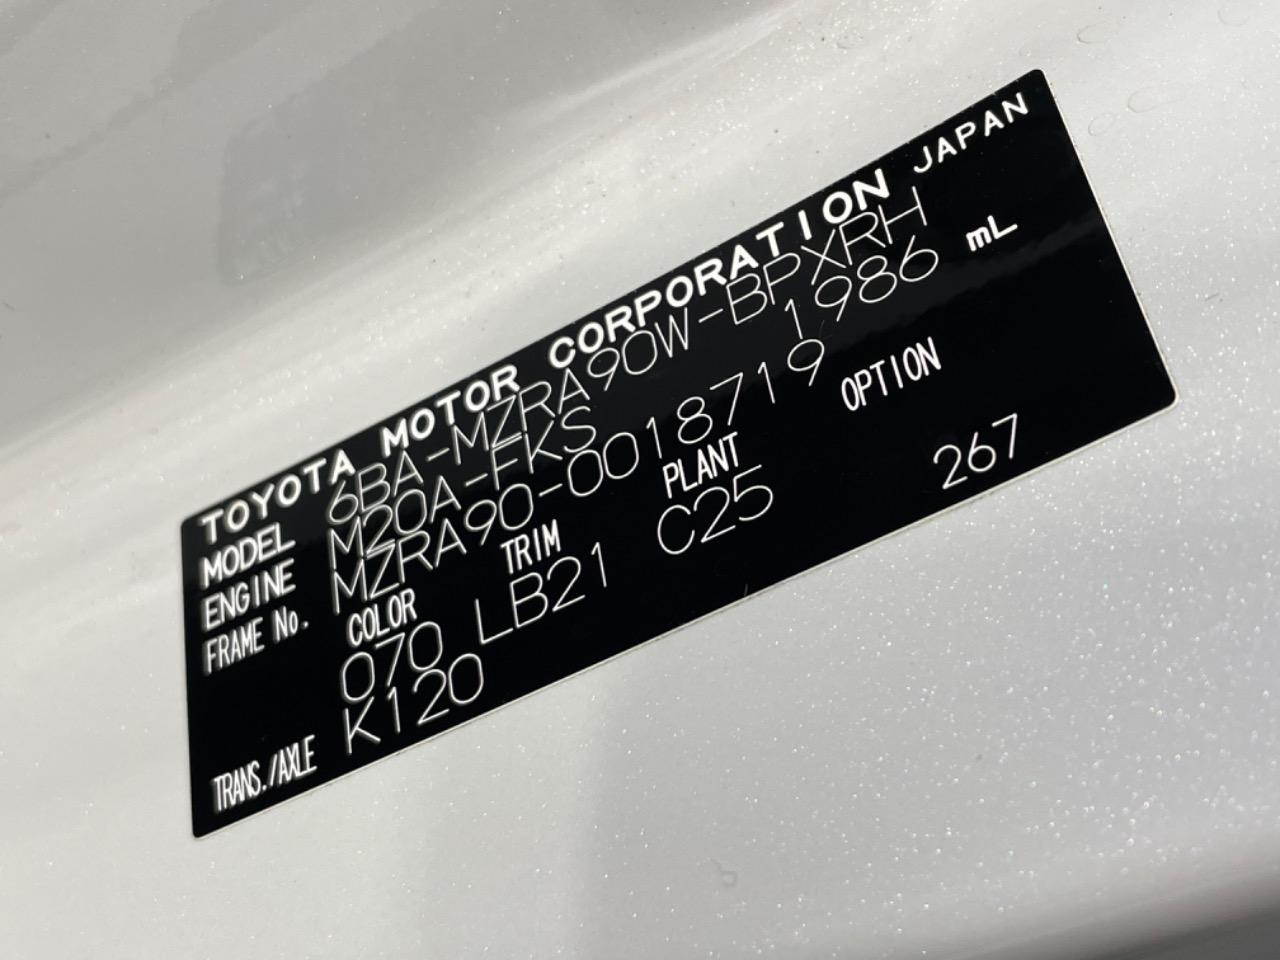 TOYOTA MOTOR CORPORATION JAPAN
MODEL 6BA-MZRA90W-BPXRH
ENGINE M20A-FKS 1986 mL
FRAME No. MZRA90-0018719
COLOR TRIM PLANT OPTION
070 LB21 C25 267
TRANS./AXLE K120